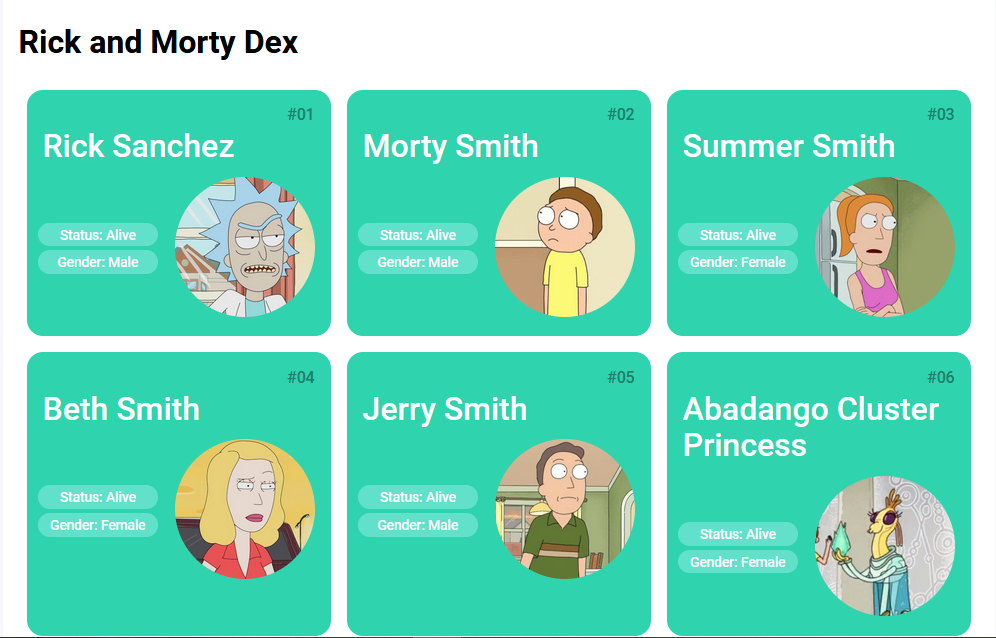 Rick and Morty Dex
#01
Rick Sanchez
Status: Alive
Gender: Male
#02
Morty Smith
Status: Alive
Gender: Male
#03
Summer Smith
Status: Alive
Gender: Female
#04
Beth Smith
Status: Alive
Gender: Female
#05
Jerry Smith
Status: Alive
Gender: Male
#06
Abadango Cluster
Princess
Status: Alive
Gender: Female